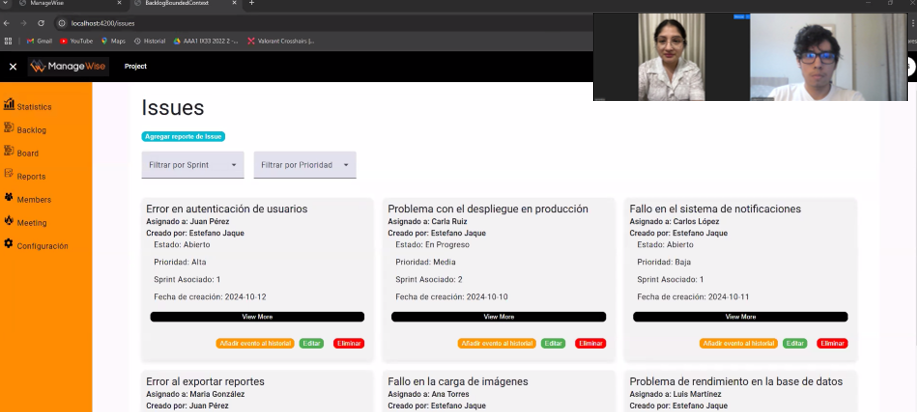 ManageWise
BacklogBoundedContext
localhost:4200/issues
Gmail
YouTube
Maps
Historial
AAA1 IX33 2022 2 -...
Valorant Crosshairs |...
ManageWise
Project
Statistics
Backlog
Board
Reports
Members
Meeting
Configuración
Issues
Agregar reporte de Issue
Filtrar por Sprint
Filtrar por Prioridad
Error en autenticación de usuarios
Asignado a: Juan Pérez
Creado por: Estefano Jaque
Estado: Abierto
Prioridad: Alta
Sprint Asociado: 1
Fecha de creación: 2024-10-12
View More
Añadir evento al historial
Editar
Eliminar
Problema con el despliegue en producción
Asignado a: Carla Ruiz
Creado por: Estefano Jaque
Estado: En Progreso
Prioridad: Media
Sprint Asociado: 2
Fecha de creación: 2024-10-10
View More
Añadir evento al historial
Editar
Eliminar
Fallo en el sistema de notificaciones
Asignado a: Carlos López
Creado por: Estefano Jaque
Estado: Abierto
Prioridad: Baja
Sprint Asociado: 1
Fecha de creación: 2024-10-11
View More
Añadir evento al historial
Editar
Eliminar
Error al exportar reportes
Asignado a: Maria González
Creado por: Juan Pérez
Fallo en la carga de imágenes
Asignado a: Ana Torres
Creado por: Estefano Jaque
Problema de rendimiento en la base de datos
Asignado a: Luis Martínez
Creado por: Estefano Jaque